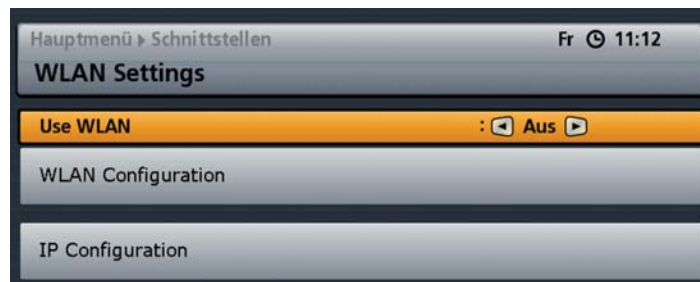 Hauptmenü ▸ Schnittstellen Fr 11:12
WLAN Settings
Use WLAN : Aus
WLAN Configuration
IP Configuration